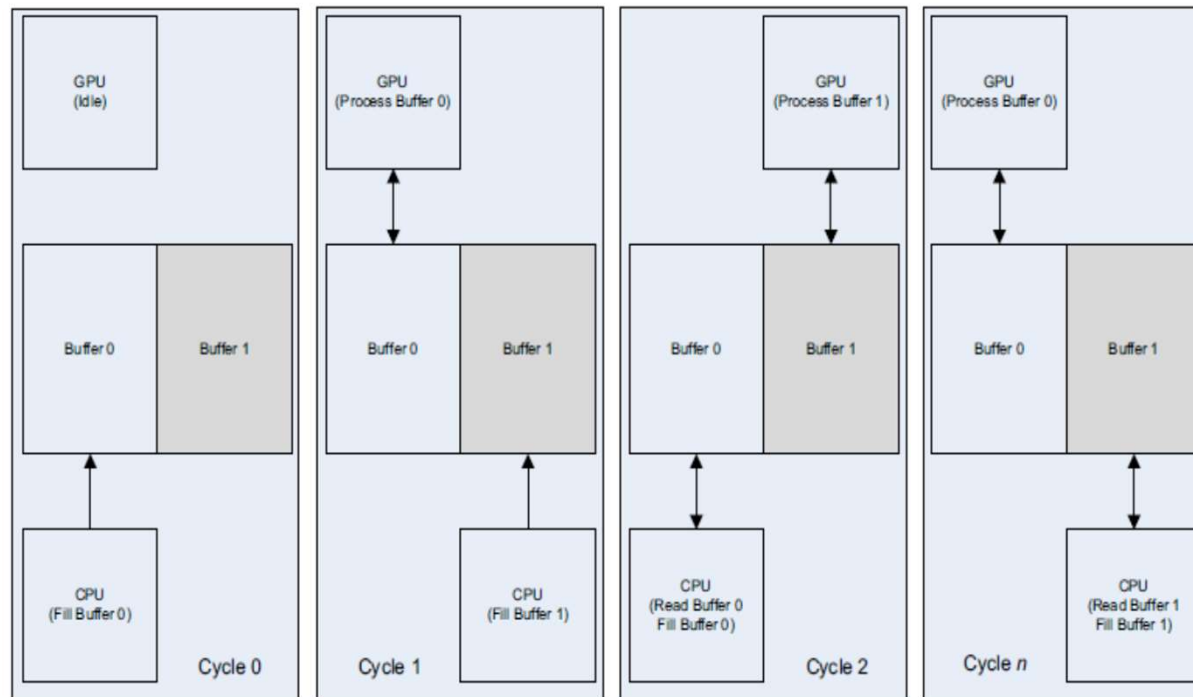 GPU
(Idle)
Buffer 0
Buffer 1
CPU
(Fill Buffer 0)
Cycle 0
GPU
(Process Buffer 0)
Buffer 0
Buffer 1
CPU
(Fill Buffer 1)
Cycle 1
GPU
(Process Buffer 1)
Buffer 0
Buffer 1
CPU
(Read Buffer 0
Fill Buffer 0)
Cycle 2
GPU
(Process Buffer 0)
Buffer 0
Buffer 1
CPU
(Read Buffer 1
Fill Buffer 1)
Cycle n